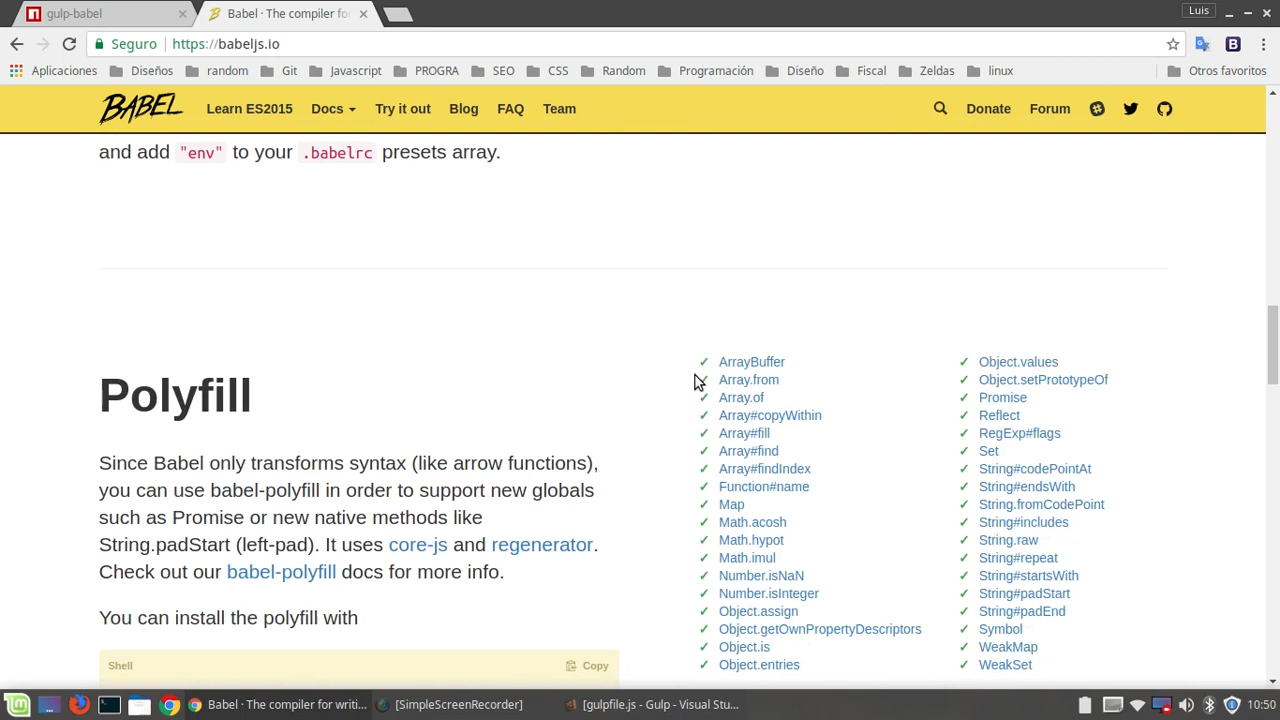 gulp-babel
Babel · The compiler fo
Luis
Seguro
https://babeljs.io
Aplicaciones
Diseños
random
Git
Javascript
PROGRA
SEO
CSS
Random
Programación
Diseño
Fiscal
Zeldas
linux
Otros favoritos
BABEL
Learn ES2015
Docs
Try it out
Blog
FAQ
Team
Donate
Forum
and add "env" to your .babelrc presets array.
Polyfill
Since Babel only transforms syntax (like arrow functions),
you can use babel-polyfill in order to support new globals
such as Promise or new native methods like
String.padStart (left-pad). It uses core-js and regenerator.
Check out our babel-polyfill docs for more info.
You can install the polyfill with
Shell
Copy
ArrayBuffer
Array.from
Array.of
Array#copyWithin
Array#fill
Array#find
Array#findIndex
Function#name
Map
Math.acosh
Math.hypot
Math.imul
Number.isNaN
Number.isInteger
Object.assign
Object.getOwnPropertyDescriptors
Object.is
Object.entries
Object.values
Object.setPrototypeOf
Promise
Reflect
RegExp#flags
Set
String#codePointAt
String#endsWith
String.fromCodePoint
String#includes
String.raw
String#repeat
String#startsWith
String#padStart
String#padEnd
Symbol
WeakMap
WeakSet
Babel · The compiler for writi...
[SimpleScreenRecorder]
[gulpfile.js - Gulp - Visual Stu...
10:50